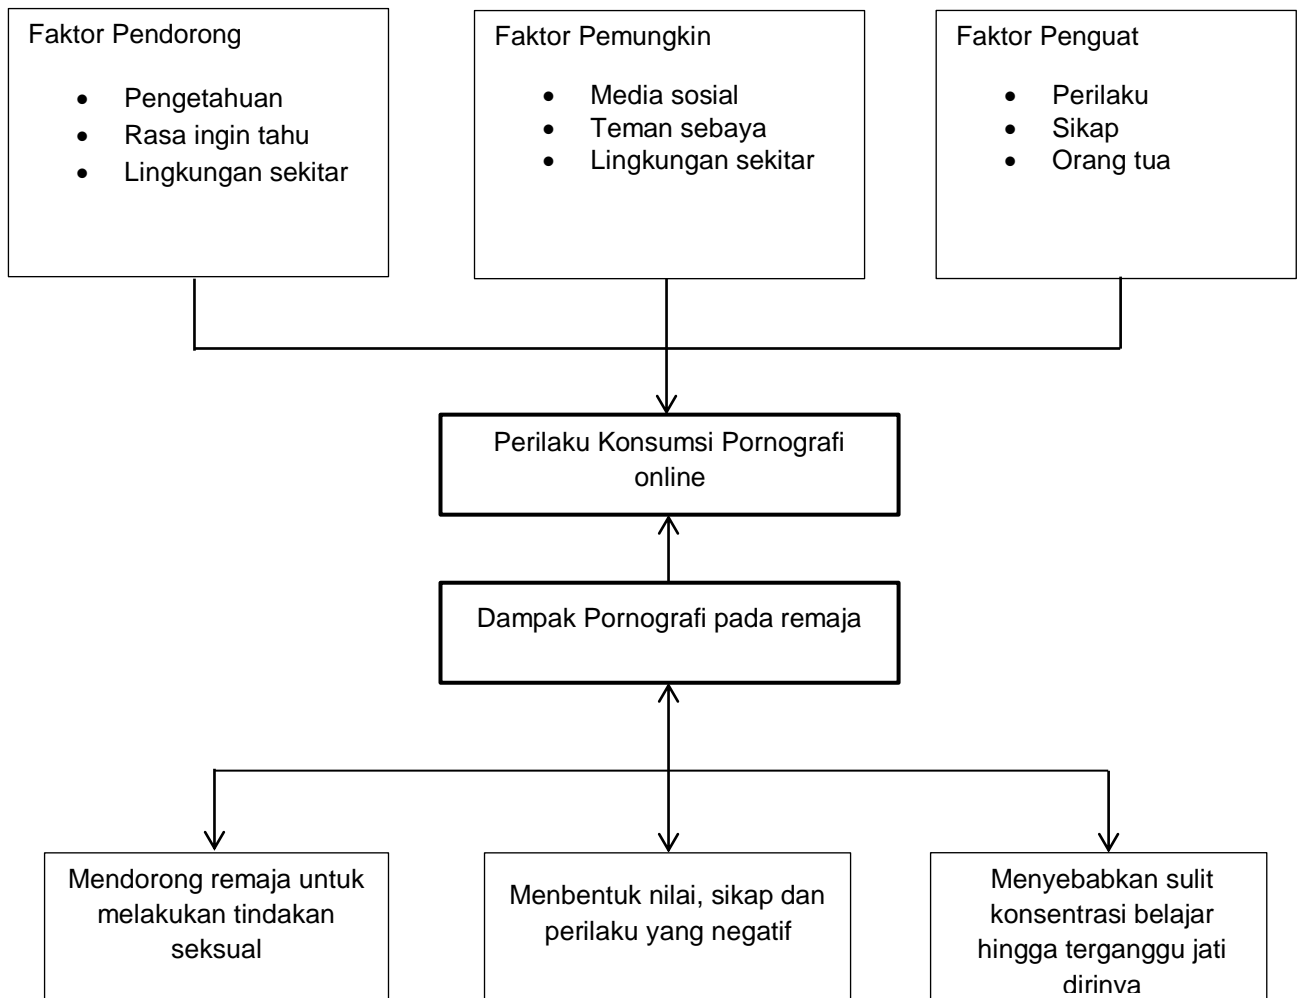 Faktor Pendorong
• Pengetahuan
• Rasa ingin tahu
• Lingkungan sekitar
Faktor Pemungkin
• Media sosial
• Teman sebaya
• Lingkungan sekitar
Faktor Penguat
• Perilaku
• Sikap
• Orang tua
Perilaku Konsumsi Pornografi
online
Dampak Pornografi pada remaja
Mendorong remaja untuk
melakukan tindakan
seksual
Menbentuk nilai, sikap dan
perilaku yang negatif
Menyebabkan sulit
konsentrasi belajar
hingga terganggu jati
dirinya